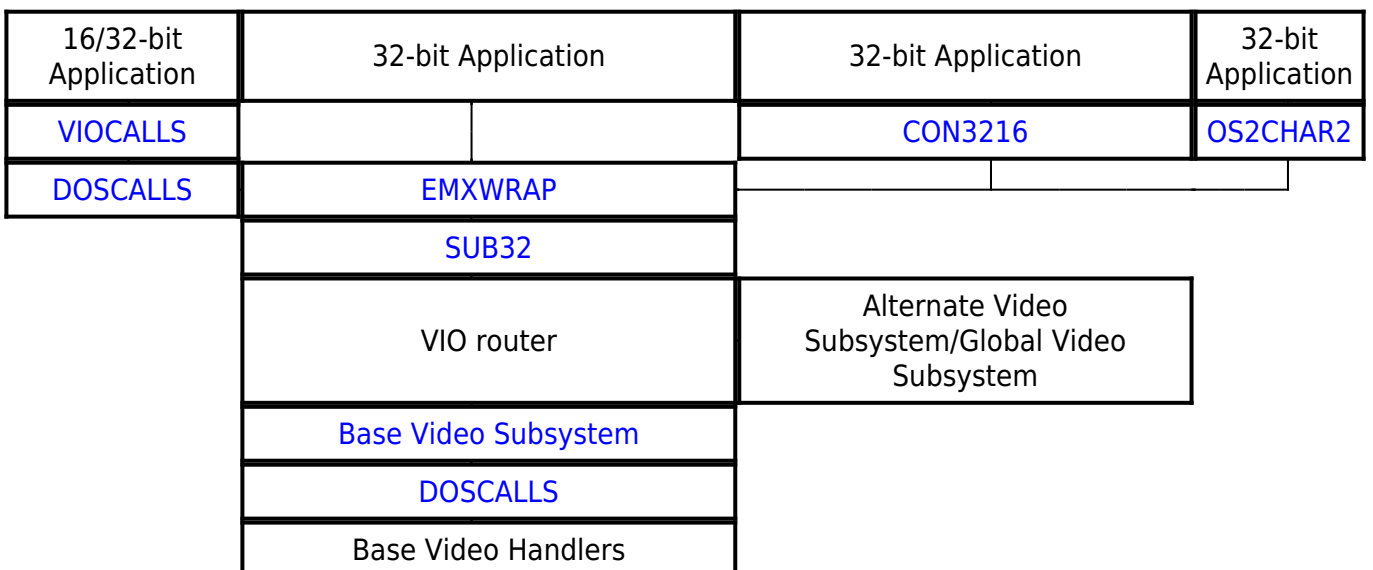 16/32-bit
Application
32-bit Application
32-bit Application
32-bit
Application
VIOCALLS
CON3216
OS2CHAR2
DOSCALLS
EMXWRAP
SUB32
VIO router
Alternate Video
Subsystem/Global Video
Subsystem
Base Video Subsystem
DOSCALLS
Base Video Handlers